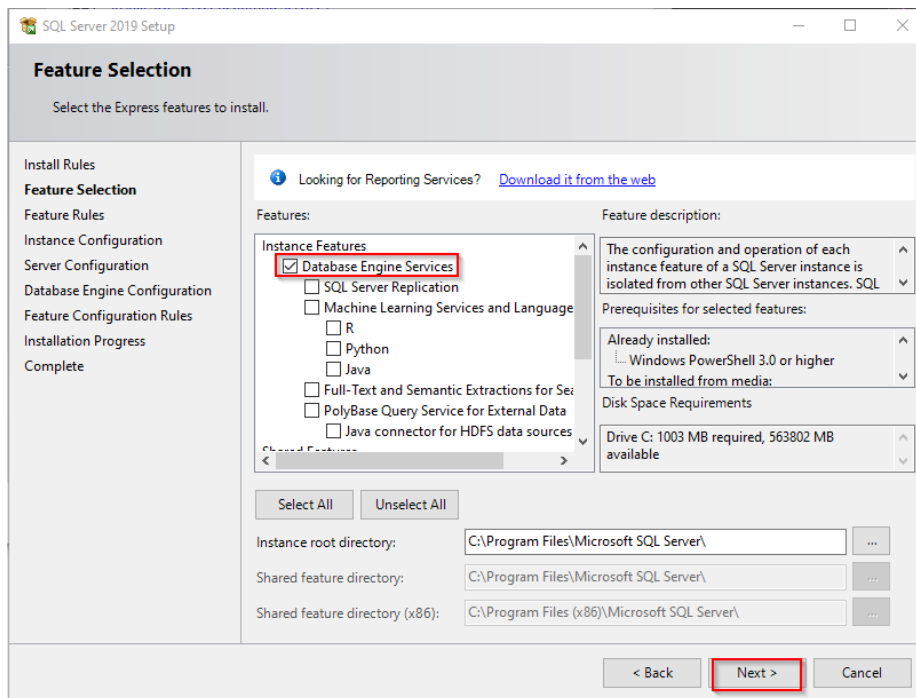 SQL Server 2019 Setup
Feature Selection
Select the Express features to install.
Install Rules
Feature Selection
Feature Rules
Instance Configuration
Server Configuration
Database Engine Configuration
Feature Configuration Rules
Installation Progress
Complete
Looking for Reporting Services? Download it from the web
Features:
Instance Features
Database Engine Services
SQL Server Replication
Machine Learning Services and Language
R
Python
Java
Full-Text and Semantic Extractions for Sea
PolyBase Query Service for External Data
Java connector for HDFS data sources
Shared Features
Feature description:
The configuration and operation of each
instance feature of a SQL Server instance is
isolated from other SQL Server instances. SQL
Prerequisites for selected features:
Already installed:
Windows PowerShell 3.0 or higher
To be installed from media:
Disk Space Requirements
Drive C: 1003 MB required, 563802 MB
available
Select All
Unselect All
Instance root directory:
C:\Program Files\Microsoft SQL Server\
...
Shared feature directory:
C:\Program Files\Microsoft SQL Server\
...
Shared feature directory (x86):
C:\Program Files (x86)\Microsoft SQL Server\
...
< Back
Next >
Cancel